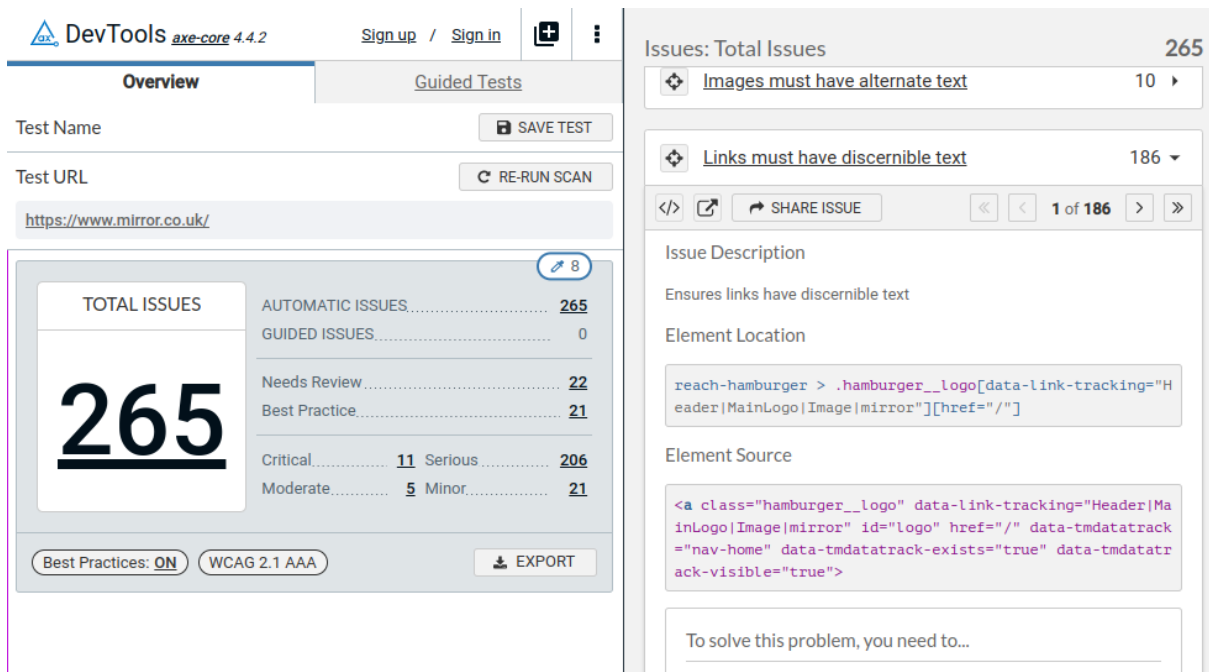 ax DevTools axe-core 4.4.2 Sign up / Sign in
Overview Guided Tests
Test Name SAVE TEST
Test URL RE-RUN SCAN
https://www.mirror.co.uk/
8
TOTAL ISSUES
265
AUTOMATIC ISSUES 265
GUIDED ISSUES 0
Needs Review 22
Best Practice 21
Critical 11 Serious 206
Moderate 5 Minor 21
Best Practices: ON WCAG 2.1 AAA EXPORT
Issues: Total Issues 265
Images must have alternate text 10
Links must have discernible text 186
</> SHARE ISSUE « < 1 of 186 > »
Issue Description
Ensures links have discernible text
Element Location
reach-hamburger > .hamburger__logo[data-link-tracking="H
eader|MainLogo|Image|mirror"][href="/"]
Element Source
<a class="hamburger__logo" data-link-tracking="Header|Ma
inLogo|Image|mirror" id="logo" href="/" data-tmdatatrack
="nav-home" data-tmdatatrack-exists="true" data-tmdatatr
ack-visible="true">
To solve this problem, you need to...